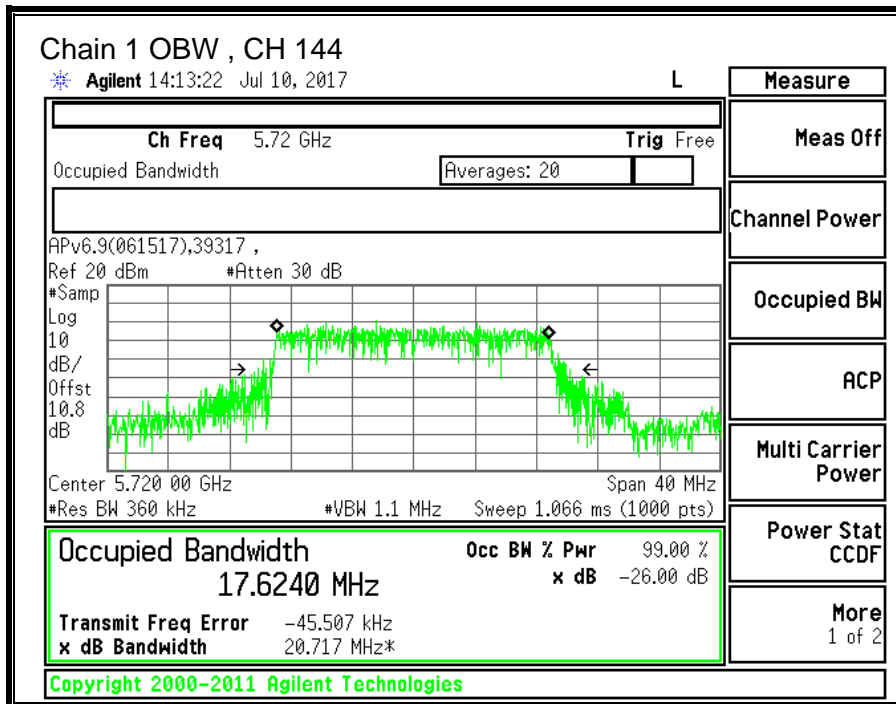 Chain 1 OBW , CH 144
Agilent 14:13:22 Jul 10, 2017 L
Measure
Ch Freq 5.72 GHz Trig Free
Meas Off
Occupied Bandwidth Averages: 20
Channel Power
APv6.9(061517),39317 ,
Ref 20 dBm #Atten 30 dB
#Samp
Log
10
dB/
Offst
10.8
dB
Occupied BW
ACP
Multi Carrier
Power
Center 5.720 00 GHz Span 40 MHz
#Res BW 360 kHz #VBW 1.1 MHz Sweep 1.066 ms (1000 pts)
Power Stat
CCDF
Occupied Bandwidth Occ BW % Pwr 99.00 %
17.6240 MHz x dB -26.00 dB
Transmit Freq Error -45.507 kHz
x dB Bandwidth 20.717 MHz*
More
1 of 2
Copyright 2000-2011 Agilent Technologies